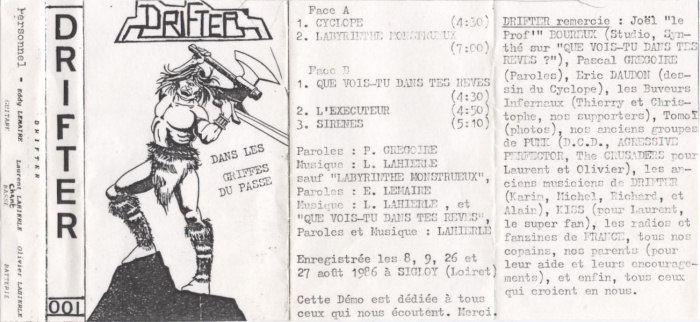 Personnel - Eddy LEMAIRE Laurent LAHIERLE Olivier LAHIERLE
GUITARE Chant BASSE BATTERIE
DRIFTER
DRIFTER
001
DRIFTER
DANS LES
GRIFFES
DU PASSE
Face A
1. CYCLOPE (4:30)
2. LABYRINTHE MONSTRUEUX
(7:00)
Face B
1. QUE VOIS-TU DANS TES REVES
(4:30)
2. L'EXECUTEUR (4:50)
3. SIRENES (5:10)
Paroles : P. GREGOIRE
Musique : L. LAHIERLE
sauf "LABYRINTHE MONSTRUEUX",
Paroles : E. LEMAIRE
Musique : L. LAHIERLE , et
"QUE VOIS-TU DANS TES REVES",
Paroles et Musique : LAHIERLE
Enregistrée les 8, 9, 26 et
27 août 1986 à SIGLOY (Loiret)
Cette Démo est dédiée à tous
ceux qui nous écoutent. Merci.
DRIFTER remercie : Joël "le
Prof'" BOUREUX (Studio, Syn-
thé sur "QUE VOIS-TU DANS TES
REVES ?"), Pascal GREGOIRE
(Paroles), Eric DAUDON (des-
sin du Cyclope), les Buveurs
Infernaux (Thierry et Chris-
tophe, nos supporters), TomoX
(photos), nos anciens groupes
de PUNK (D.C.D., AGRESSIVE
PERFECTOR, The CRUSADERS pour
Laurent et Olivier), les an-
ciens musiciens de DRIFTER
(Karim, Michel, Richard, et
Alain), KISS (pour Laurent,
le super fan), les radios et
fanzines de FRANCE, tous nos
copains, nos parents (pour
leur aide et leurs encourage-
ments), et enfin, tous ceux
qui croient en nous.